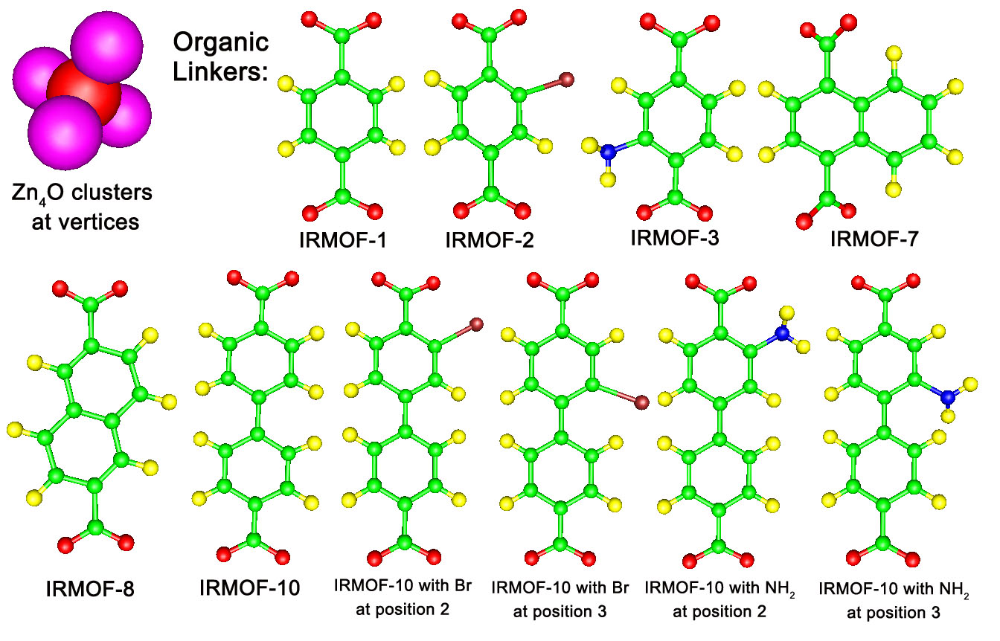 Organic
Linkers:
Zn₄O clusters
at vertices
IRMOF-1
IRMOF-2
IRMOF-3
IRMOF-7
IRMOF-8
IRMOF-10
IRMOF-10 with Br
at position 2
IRMOF-10 with Br
at position 3
IRMOF-10 with NH₂
at position 2
IRMOF-10 with NH₂
at position 3